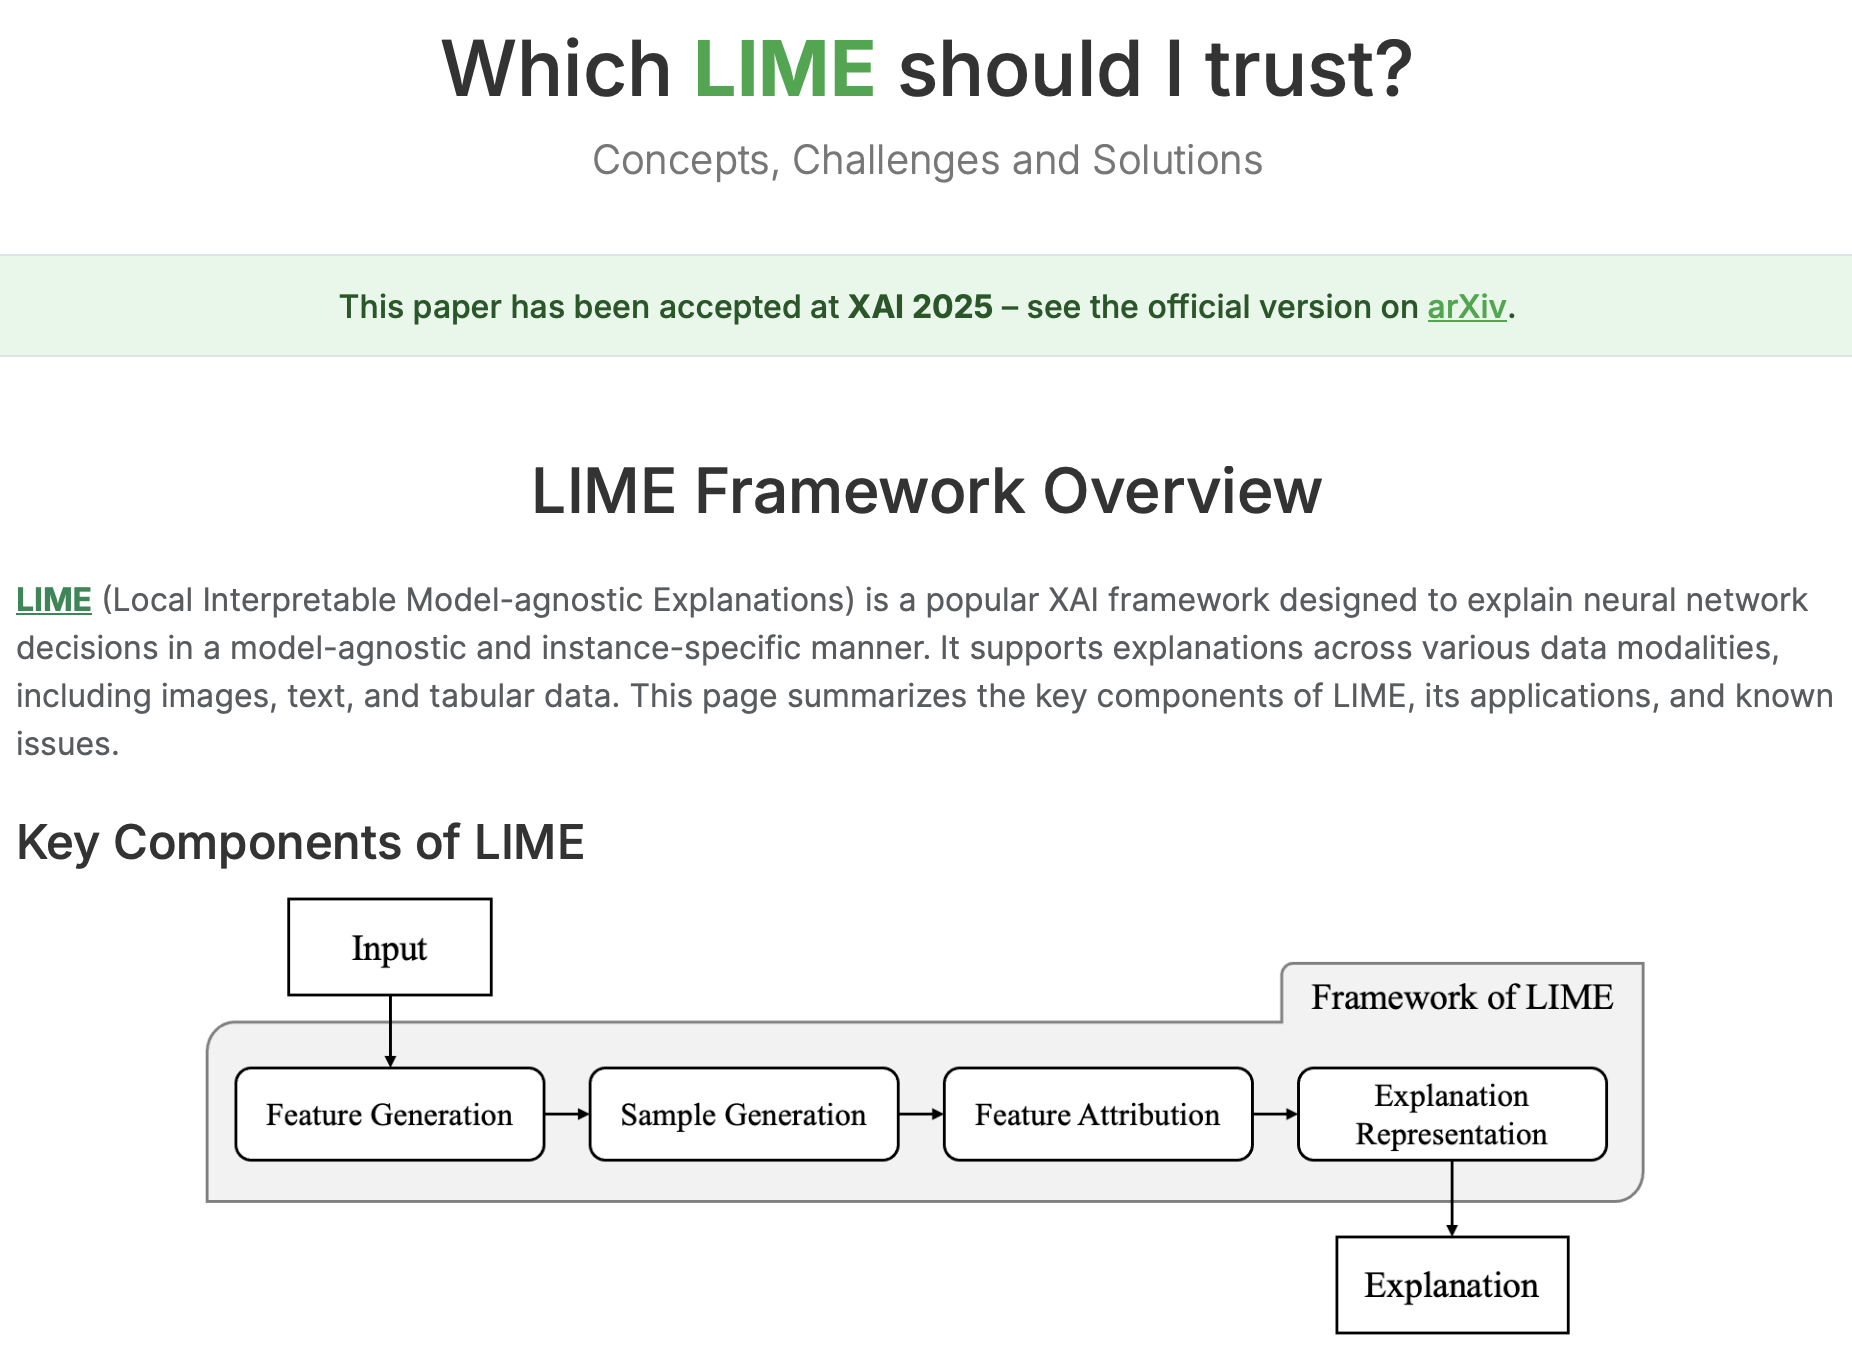 Which LIME should I trust?
Concepts, Challenges and Solutions
This paper has been accepted at XAI 2025 – see the official version on arXiv.
LIME Framework Overview
LIME (Local Interpretable Model-agnostic Explanations) is a popular XAI framework designed to explain neural network
decisions in a model-agnostic and instance-specific manner. It supports explanations across various data modalities,
including images, text, and tabular data. This page summarizes the key components of LIME, its applications, and known
issues.
Key Components of LIME
Input
Framework of LIME
Feature Generation
Sample Generation
Feature Attribution
Explanation
Representation
Explanation